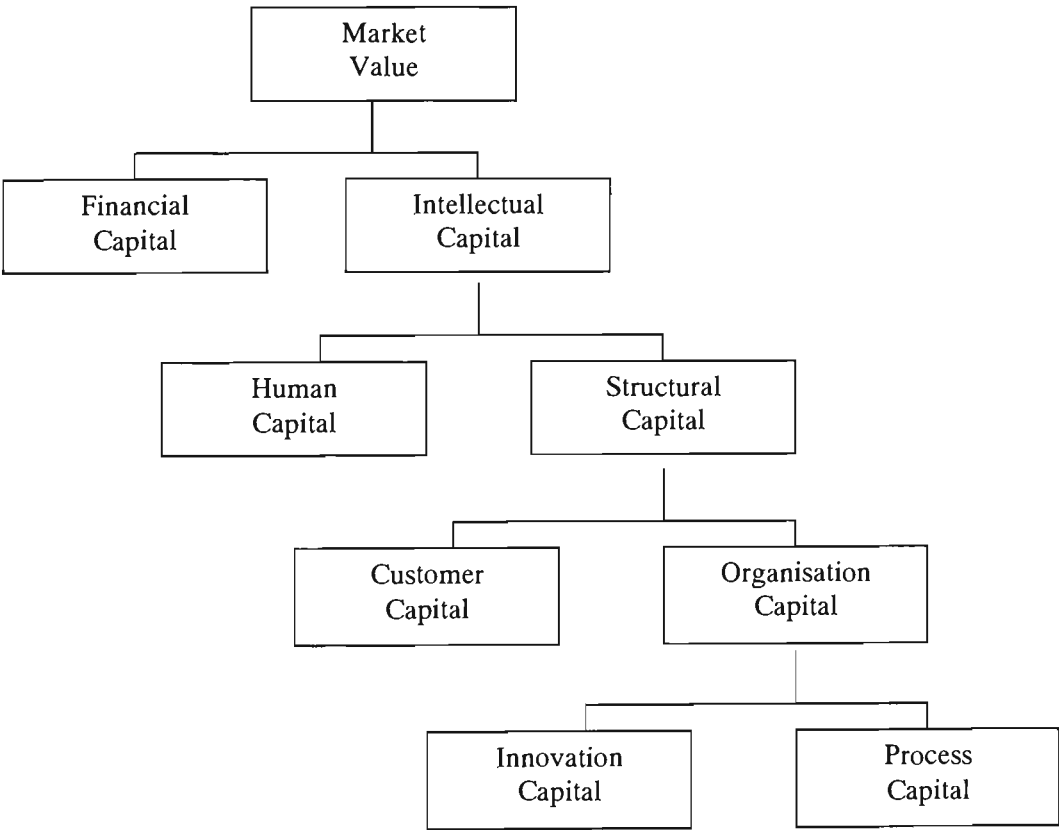 Market
Value
Financial
Capital
Intellectual
Capital
Human
Capital
Structural
Capital
Customer
Capital
Organisation
Capital
Innovation
Capital
Process
Capital